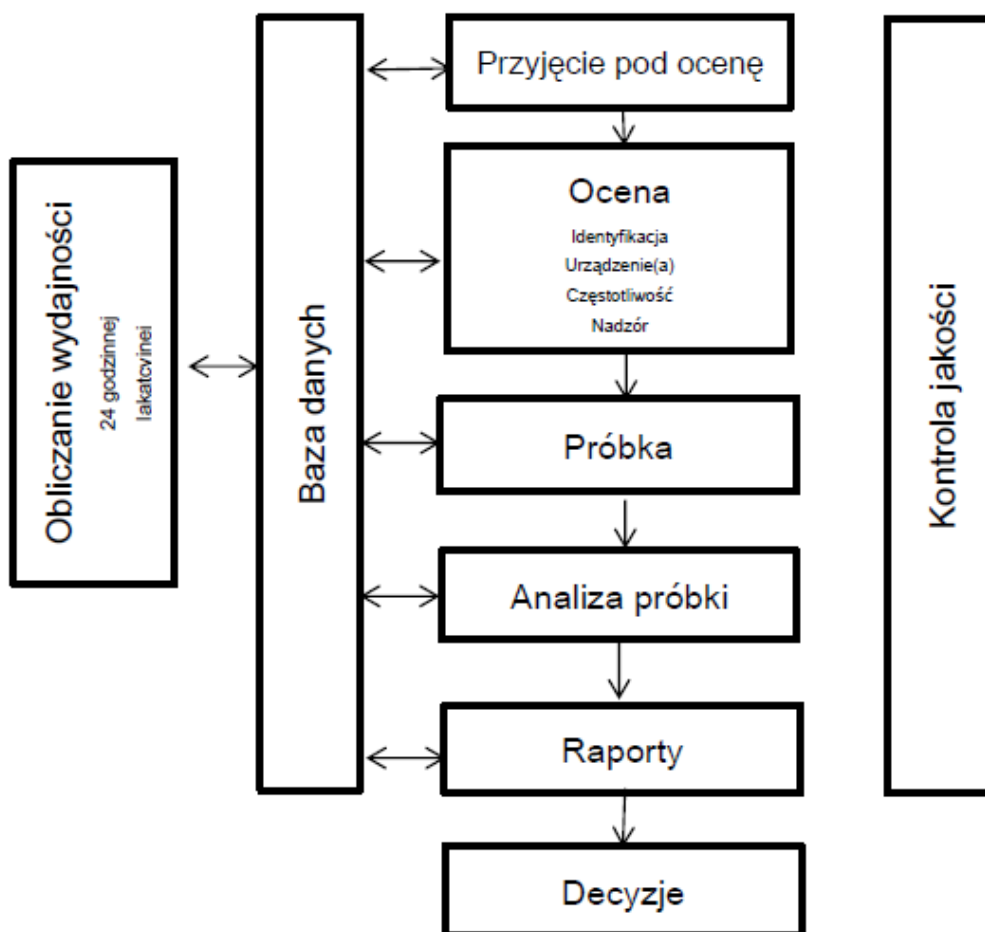 Przyjęcie pod ocenę
Ocena
Identyfikacja
Urządzenie(a)
Częstotliwość
Nadzór
Obliczanie wydajności
24 godzinnej
lakatcvinei
Baza danych
Próbka
Analiza próbki
Raporty
Decyzje
Kontrola jakości